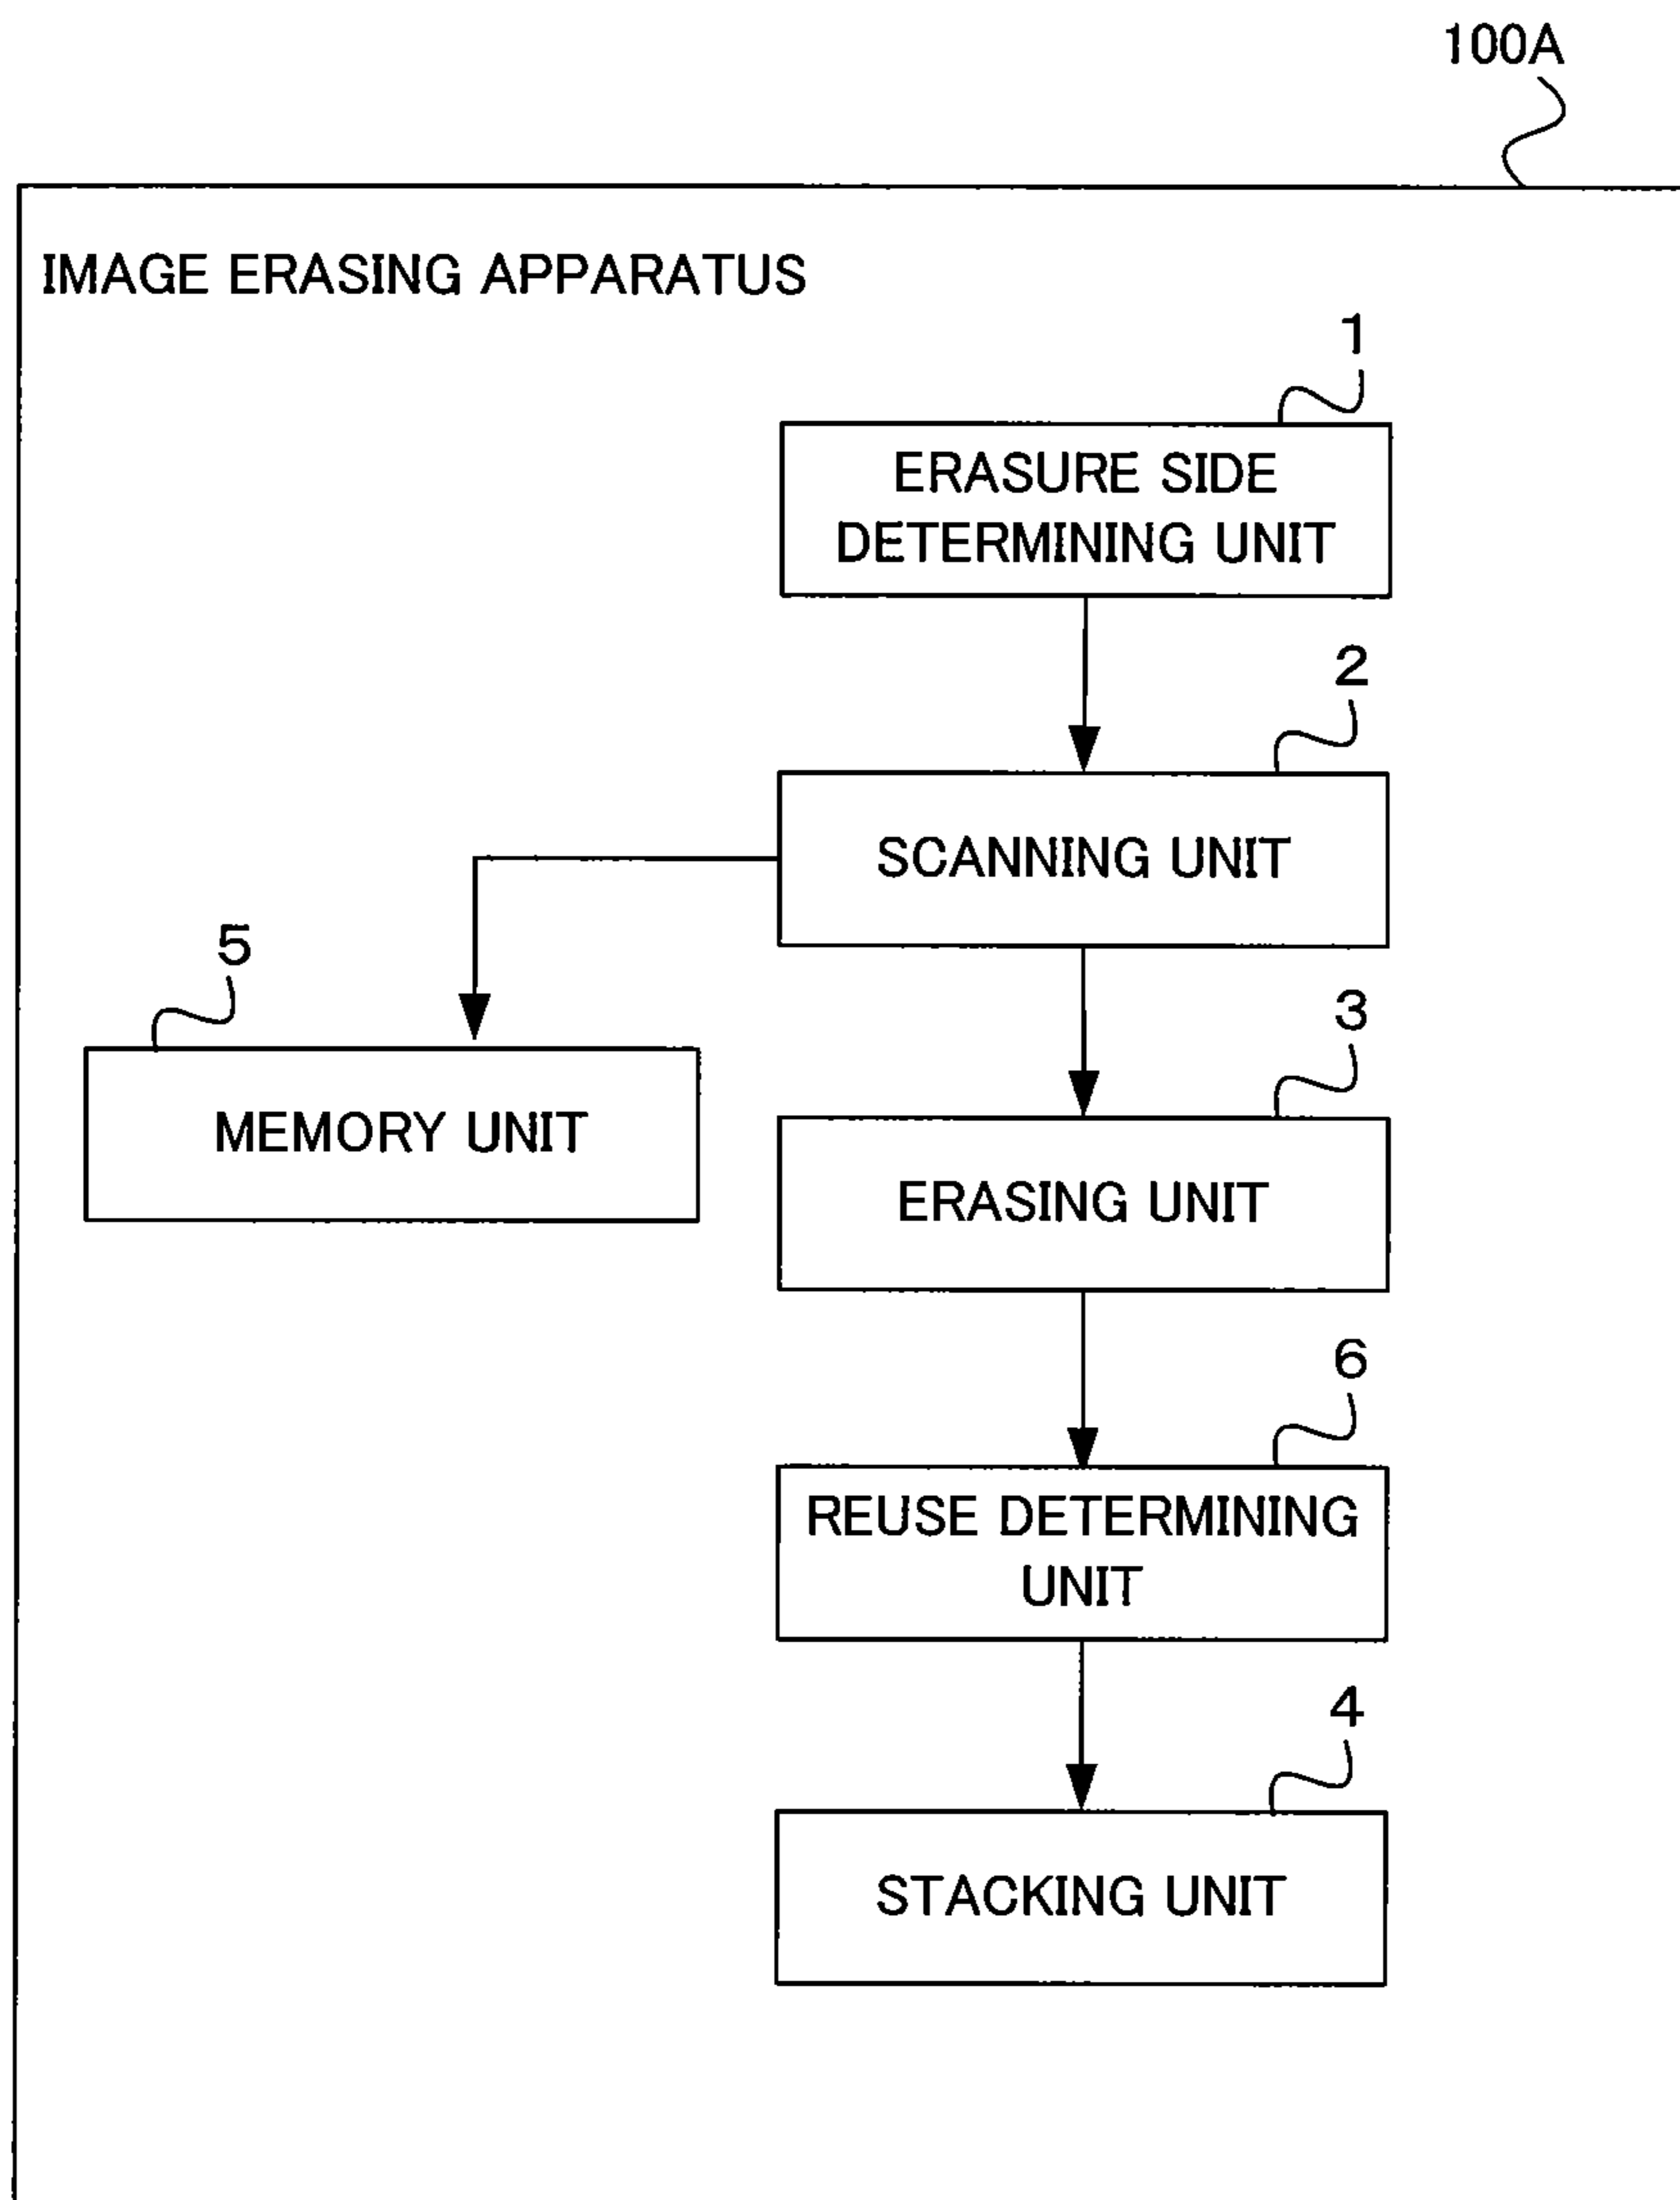 100A
IMAGE ERASING APPARATUS
1
ERASURE SIDE
DETERMINING UNIT
2
SCANNING UNIT
5
MEMORY UNIT
3
ERASING UNIT
6
REUSE DETERMINING
UNIT
4
STACKING UNIT